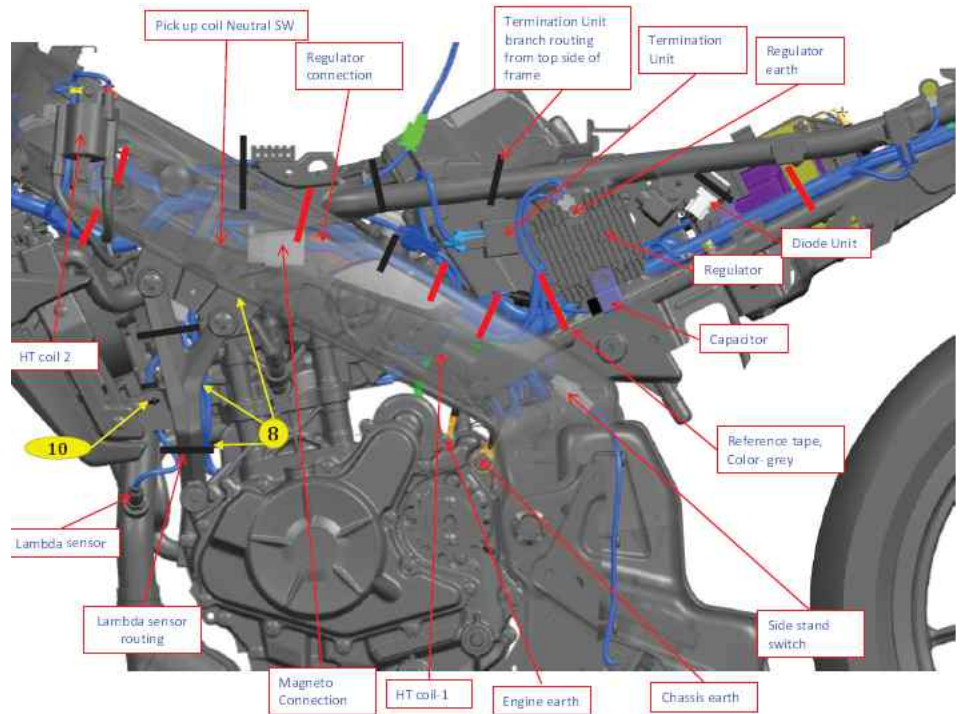 Pick up coil Neutral SW
Regulator
connection
Termination Unit
branch routing
from top side of
frame
Termination
Unit
Regulator
earth
Diode Unit
Regulator
Capacitor
HT coil 2
10
8
Reference tape,
Color- grey
Lambda sensor
Lambda sensor
routing
Side stand
switch
Magneto
Connection
HT coil-1
Engine earth
Chassis earth